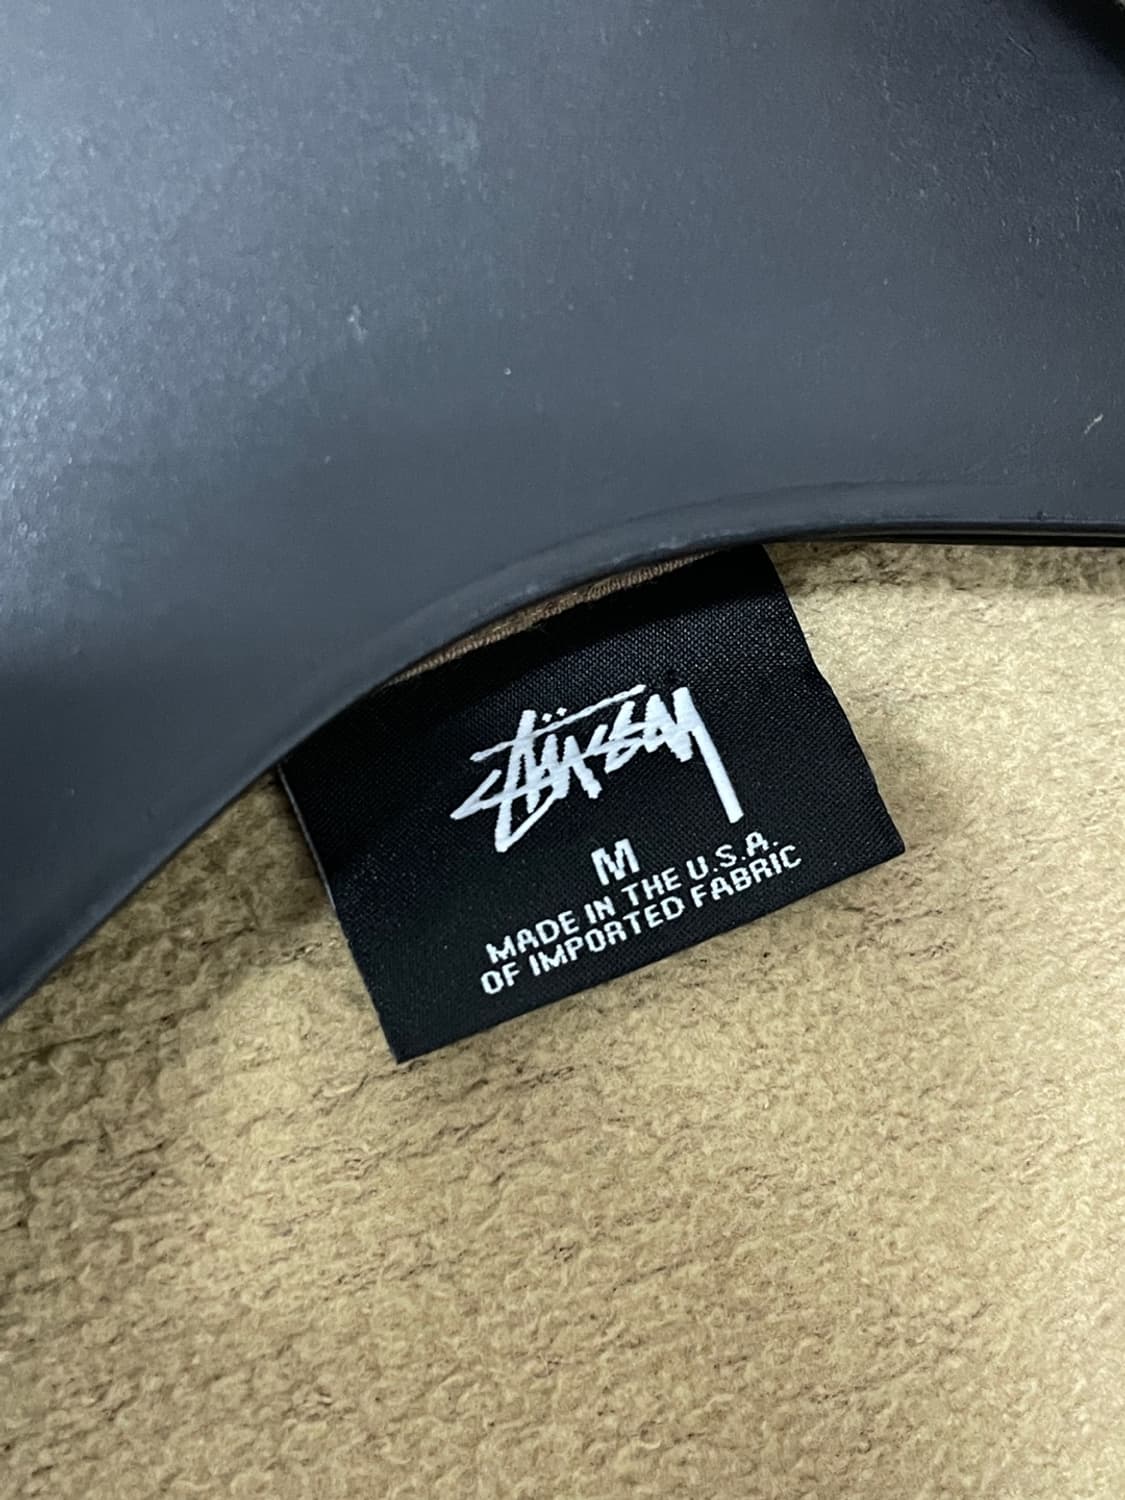 Stüssy
M
MADE IN THE U.S.A.
OF IMPORTED FABRIC